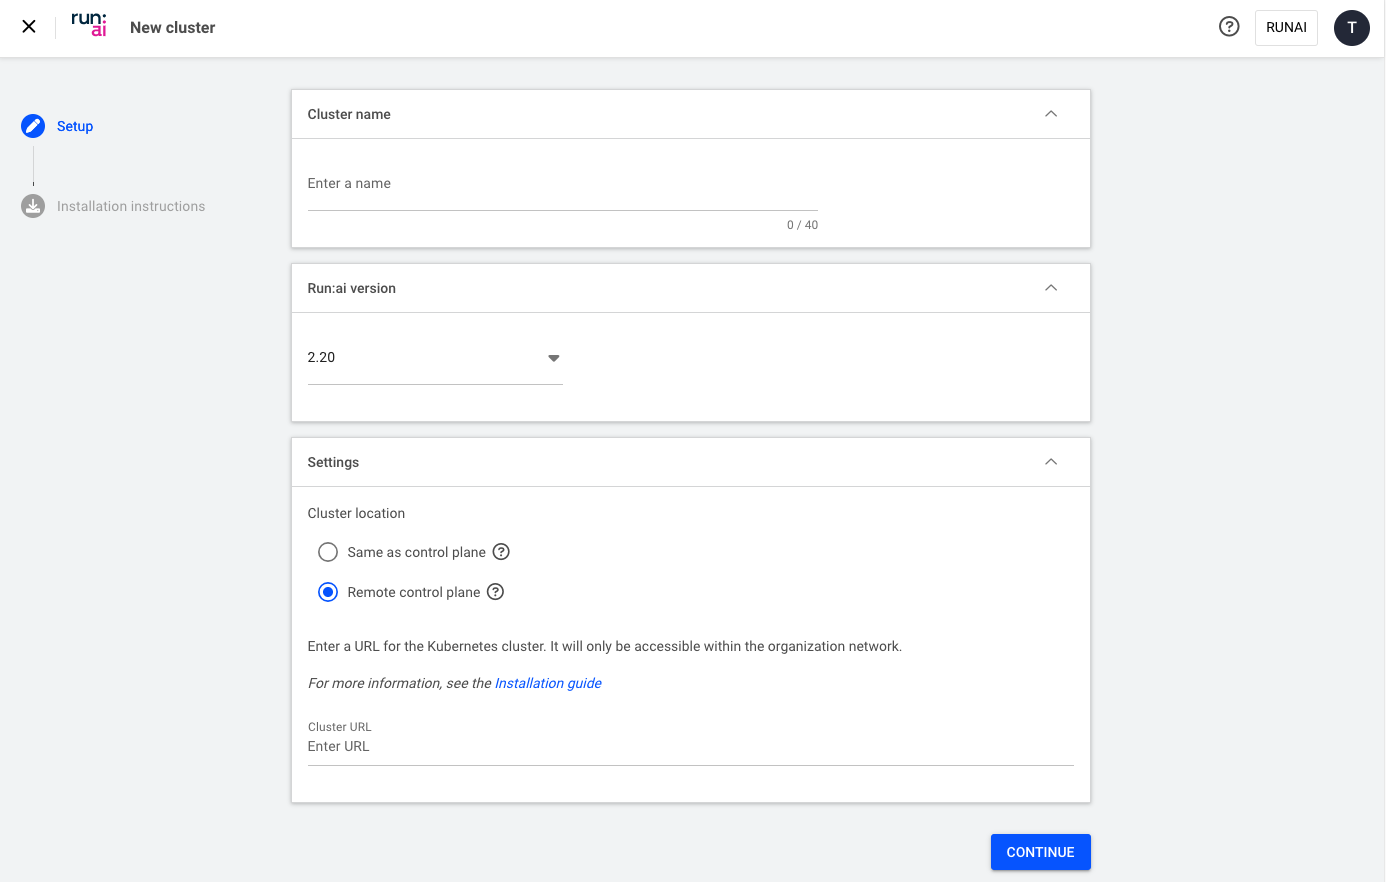 run:
ai
New cluster
RUNAI
T
Setup
Installation instructions
Cluster name
Enter a name
0 / 40
Run:ai version
2.20
Settings
Cluster location
Same as control plane
Remote control plane
Enter a URL for the Kubernetes cluster. It will only be accessible within the organization network.
For more information, see the Installation guide
Cluster URL
Enter URL
CONTINUE